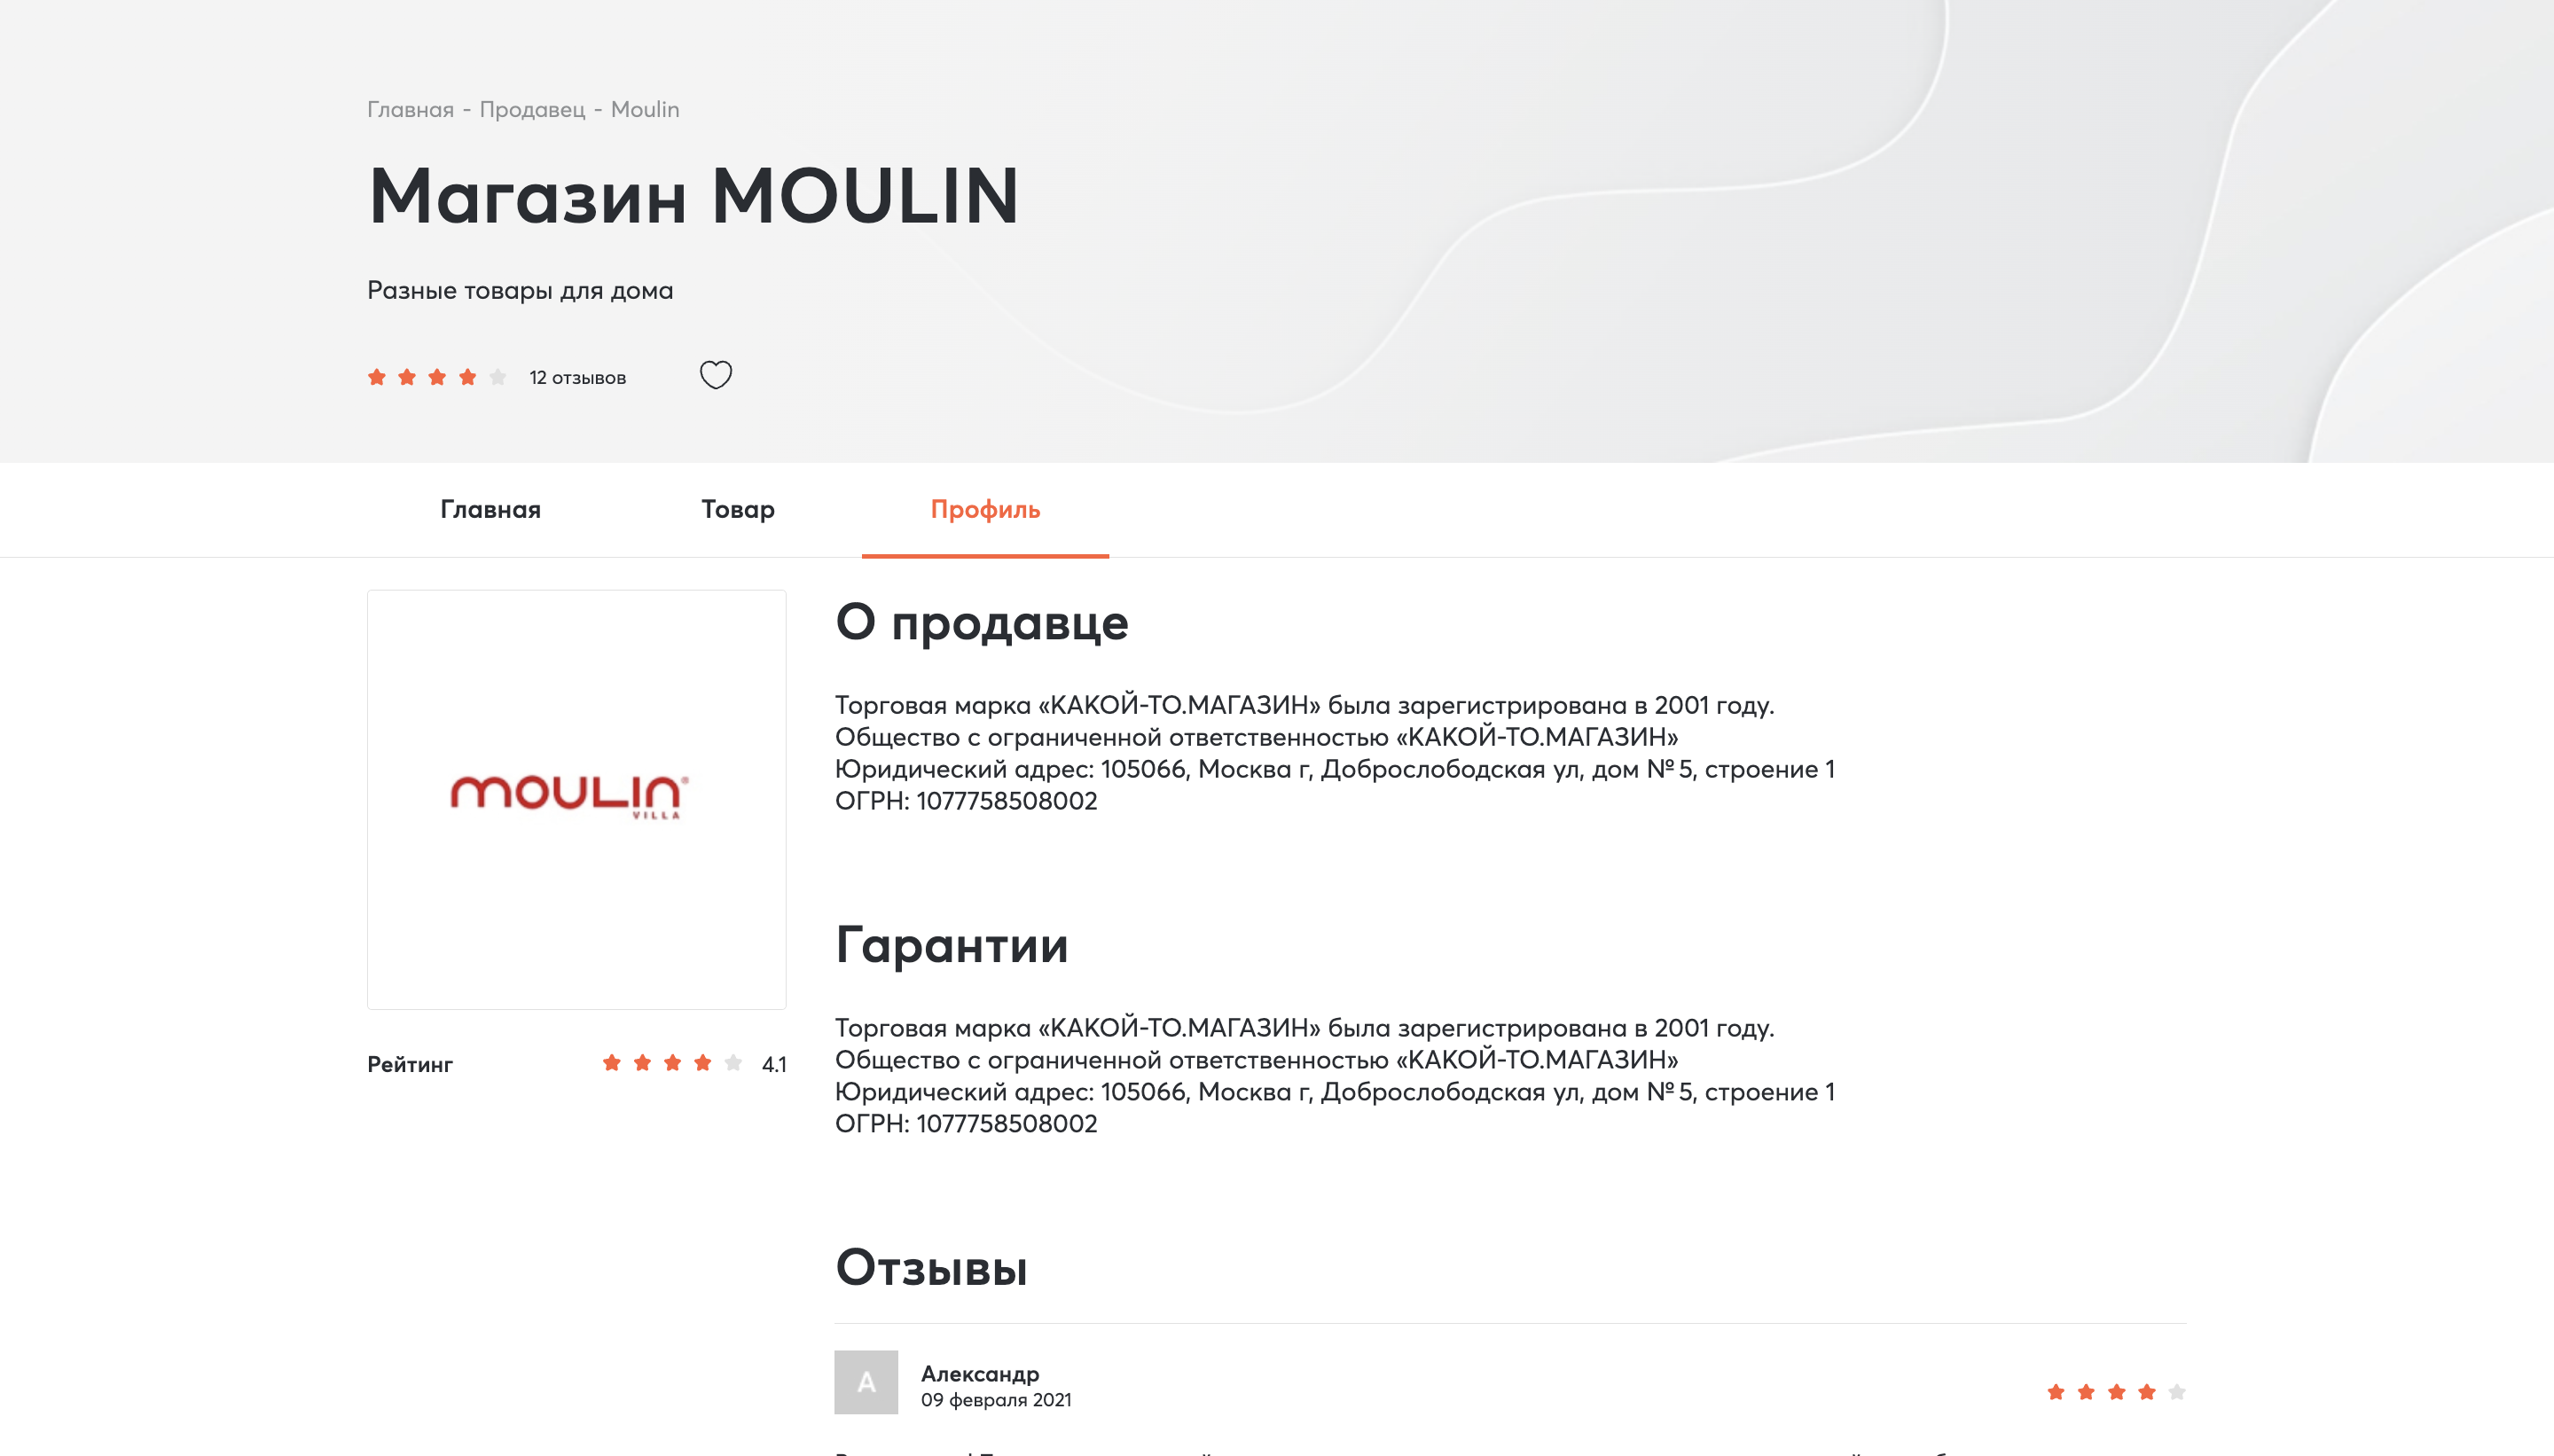 Главная - Продавец - Moulin
Магазин MOULIN
Разные товары для дома
12 отзывов
Главная Товар Профиль
moulin®
VILLA
Рейтинг 4.1
О продавце
Торговая марка «КАКОЙ-ТО.МАГАЗИН» была зарегистрирована в 2001 году.
Общество с ограниченной ответственностью «КАКОЙ-ТО.МАГАЗИН»
Юридический адрес: 105066, Москва г, Доброслободская ул, дом № 5, строение 1
ОГРН: 1077758508002
Гарантии
Торговая марка «КАКОЙ-ТО.МАГАЗИН» была зарегистрирована в 2001 году.
Общество с ограниченной ответственностью «КАКОЙ-ТО.МАГАЗИН»
Юридический адрес: 105066, Москва г, Доброслободская ул, дом № 5, строение 1
ОГРН: 1077758508002
Отзывы
А
Александр
09 февраля 2021